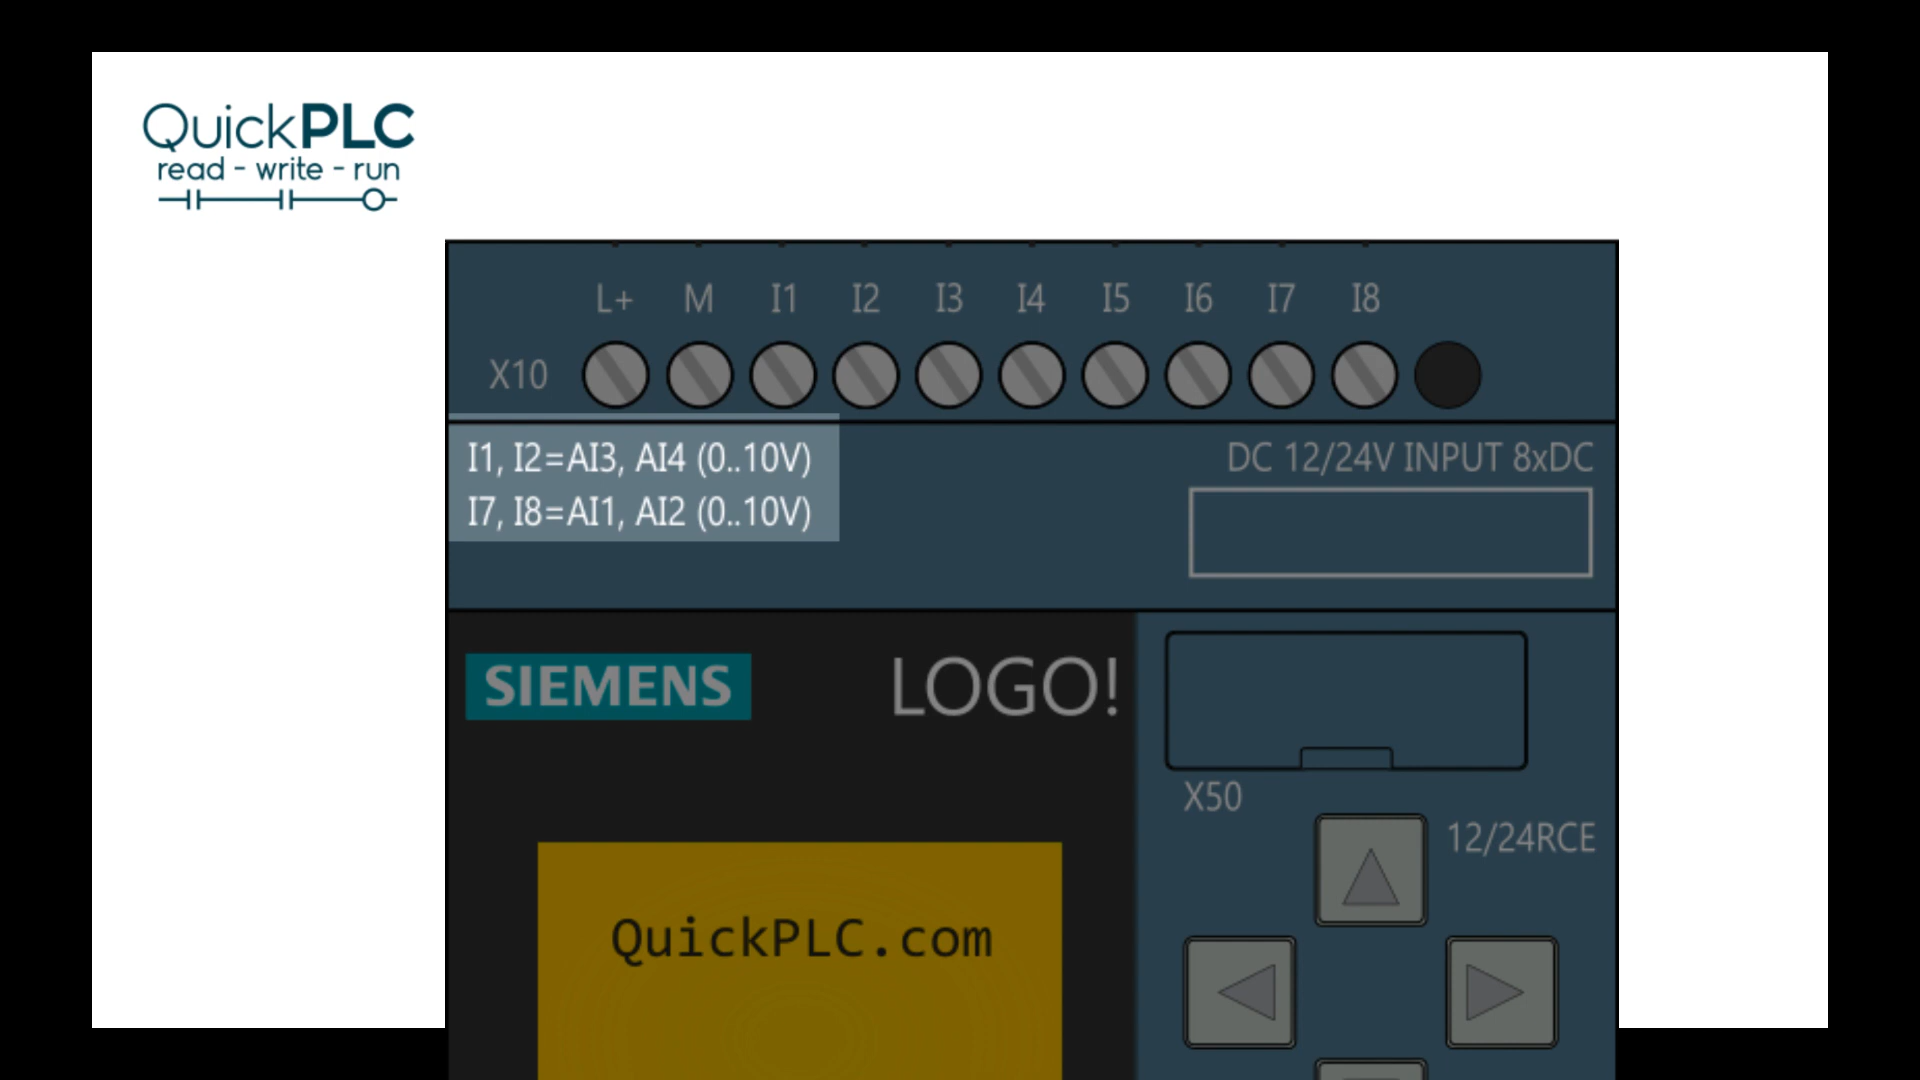 QuickPLC
read - write - run
L+ M I1 I2 I3 I4 I5 I6 I7 I8
X10
I1, I2=AI3, AI4 (0..10V)
I7, I8=AI1, AI2 (0..10V)
DC 12/24V INPUT 8xDC
SIEMENS
LOGO!
X50
12/24RCE
QuickPLC.com